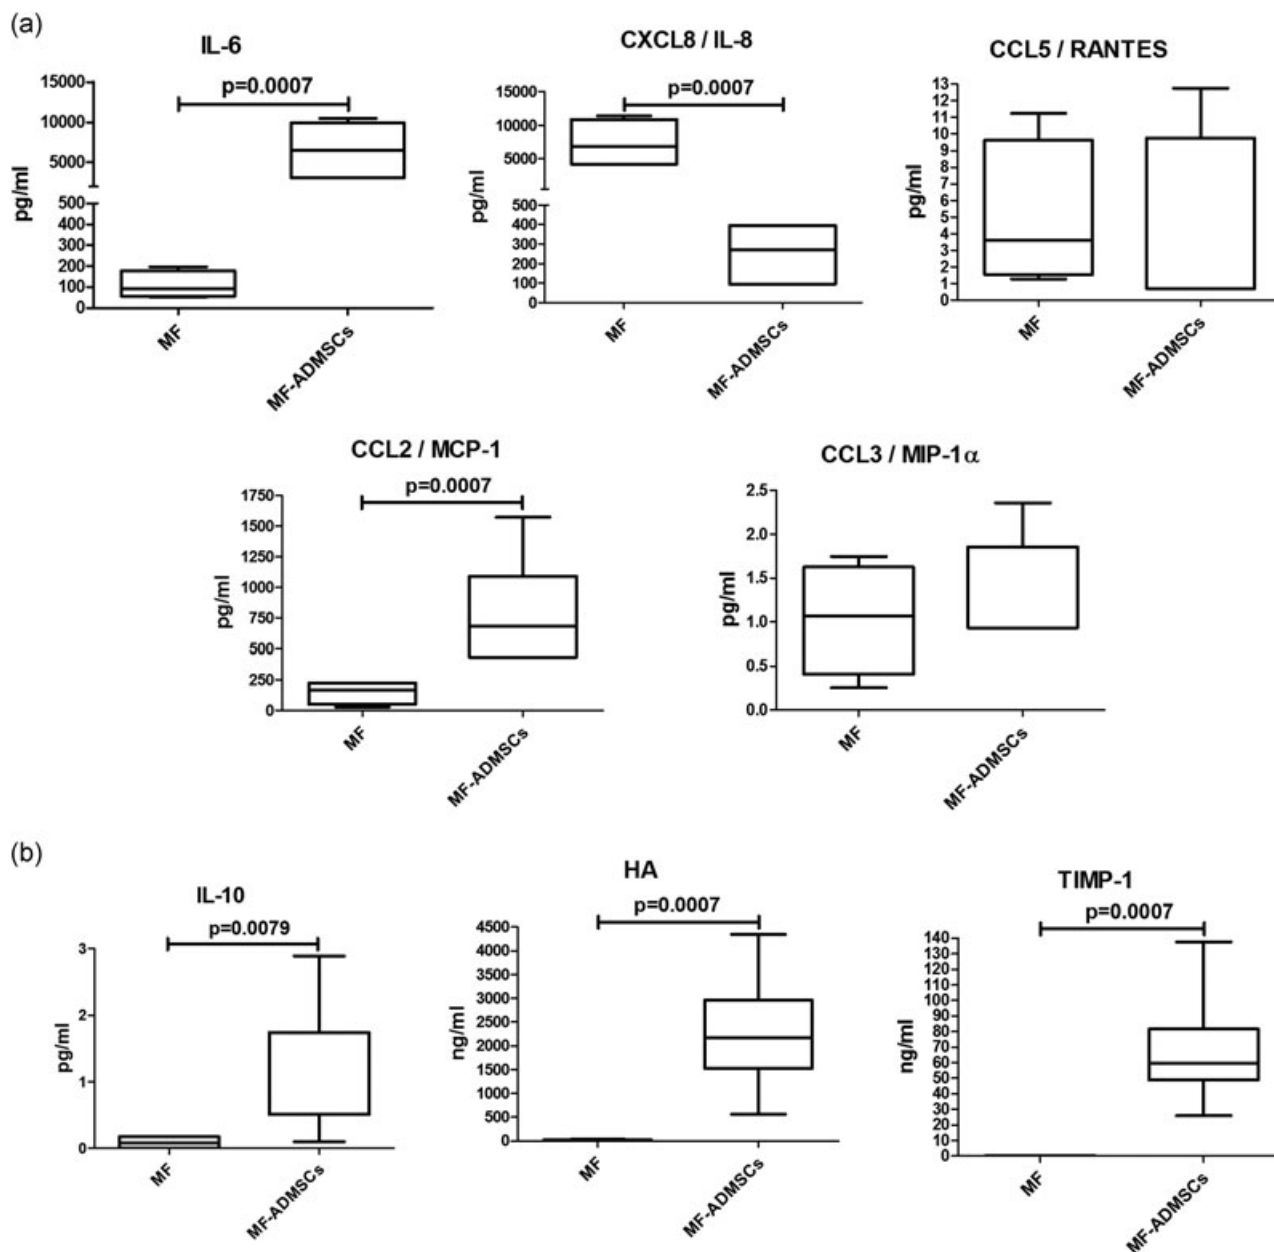 (a)
IL-6
p=0.0007
15000
10000
5000
500
400
300
200
100
0
pg/ml
MF
MF-ADMSCs
CXCL8 / IL-8
p=0.0007
15000
10000
5000
500
400
300
200
100
0
pg/ml
MF
MF-ADMSCs
CCL5 / RANTES
13
12
11
10
9
8
7
6
5
4
3
2
1
0
pg/ml
MF
MF-ADMSCs
CCL2 / MCP-1
p=0.0007
1750
1500
1250
1000
750
500
250
0
pg/ml
MF
MF-ADMSCs
CCL3 / MIP-1α
2.5
2.0
1.5
1.0
0.5
0.0
pg/ml
MF
MF-ADMSCs
(b)
IL-10
p=0.0079
3
2
1
0
pg/ml
MF
MF-ADMSCs
HA
p=0.0007
4500
4000
3500
3000
2500
2000
1500
1000
500
0
ng/ml
MF
MF-ADMSCs
TIMP-1
p=0.0007
140
130
120
110
100
90
80
70
60
50
40
30
20
10
0
ng/ml
MF
MF-ADMSCs